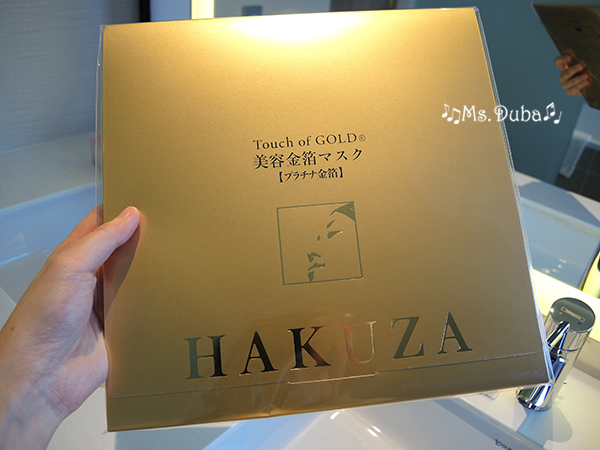 ♫Ms.Duba♫
Touch of GOLD®
美容金箔マスク
【プラチナ金箔】
HAKUZA